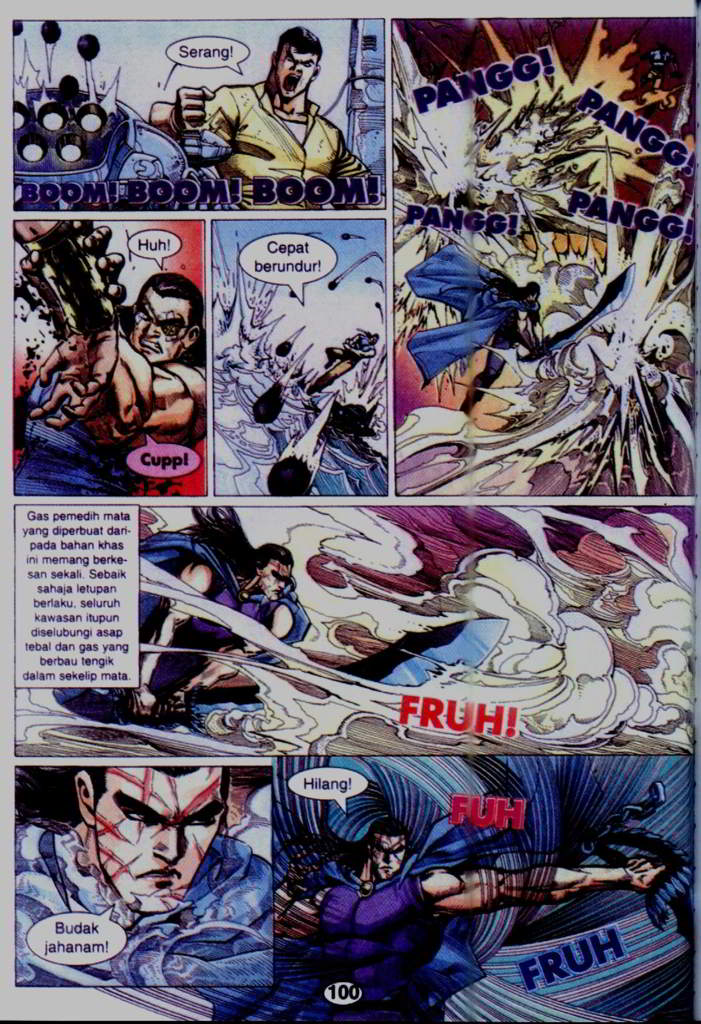 Serang!
BOOM! BOOM! BOOM!
PANGG!
PANGG!
PANGG!
PANGG!
Huh!
Cupp!
Cepat
berundur!
Gas pemedih mata
yang diperbuat dari-
pada bahan khas
ini memang berke-
san sekali. Sebaik
sahaja letupan
berlaku, seluruh
kawasan itupun
diselubungi asap
tebal dan gas yang
berbau tengik
dalam sekelip mata.
FRUH!
Budak
jahanam!
Hilang!
FUH
FRUH
100